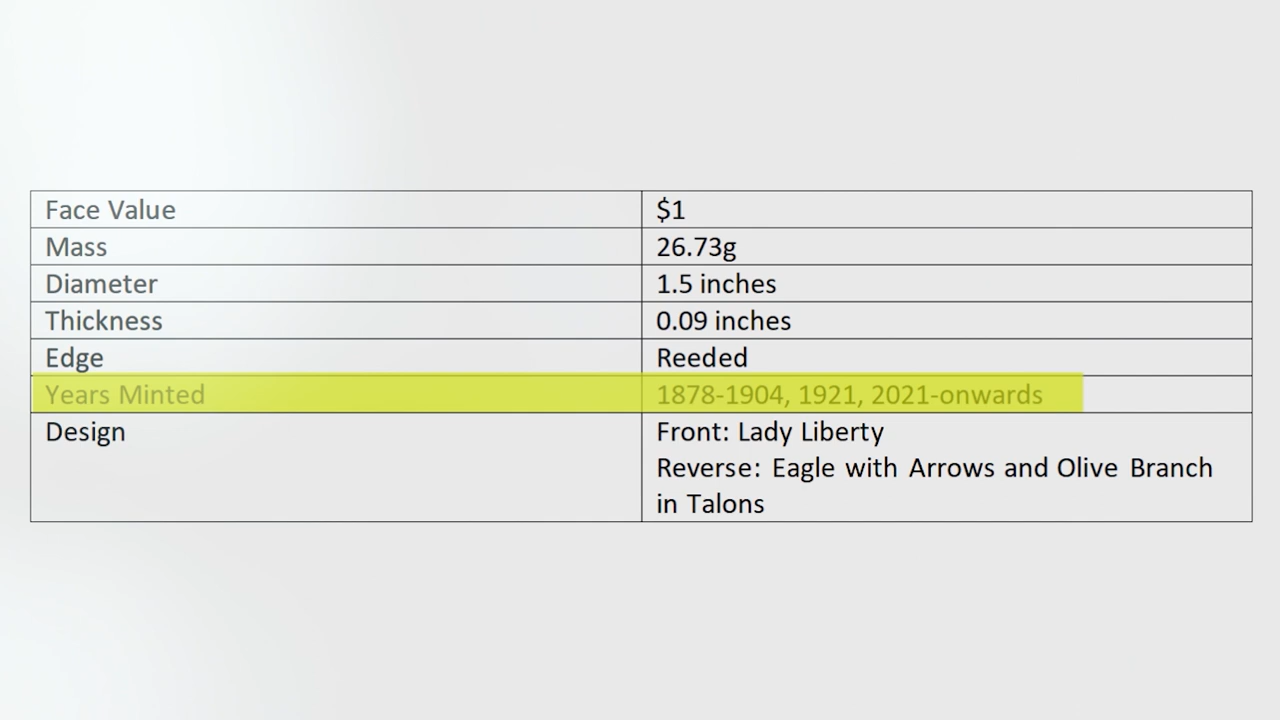 Face Value $1
Mass 26.73g
Diameter 1.5 inches
Thickness 0.09 inches
Edge Reeded
Years Minted 1878-1904, 1921, 2021-onwards
Design Front: Lady Liberty
Reverse: Eagle with Arrows and Olive Branch
in Talons